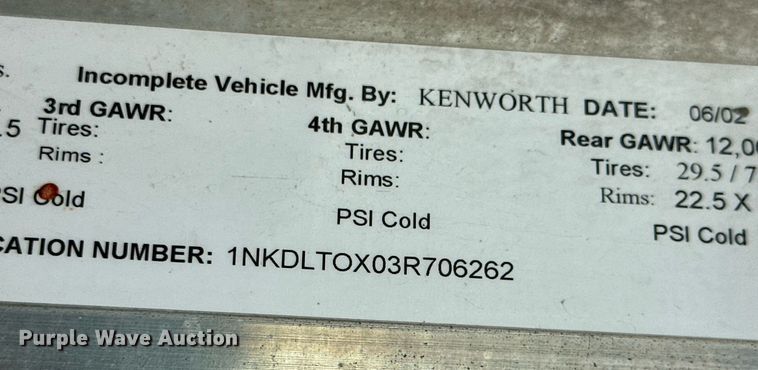 s. Incomplete Vehicle Mfg. By: KENWORTH DATE: 06/02
3rd GAWR: 4th GAWR: Rear GAWR: 12,00
.5 Tires: Tires: Tires: 29.5 / 7
Rims : Rims: Rims: 22.5 X
PSI Cold PSI Cold PSI Cold
CATION NUMBER: 1NKDLTOX03R706262
Purple Wave Auction